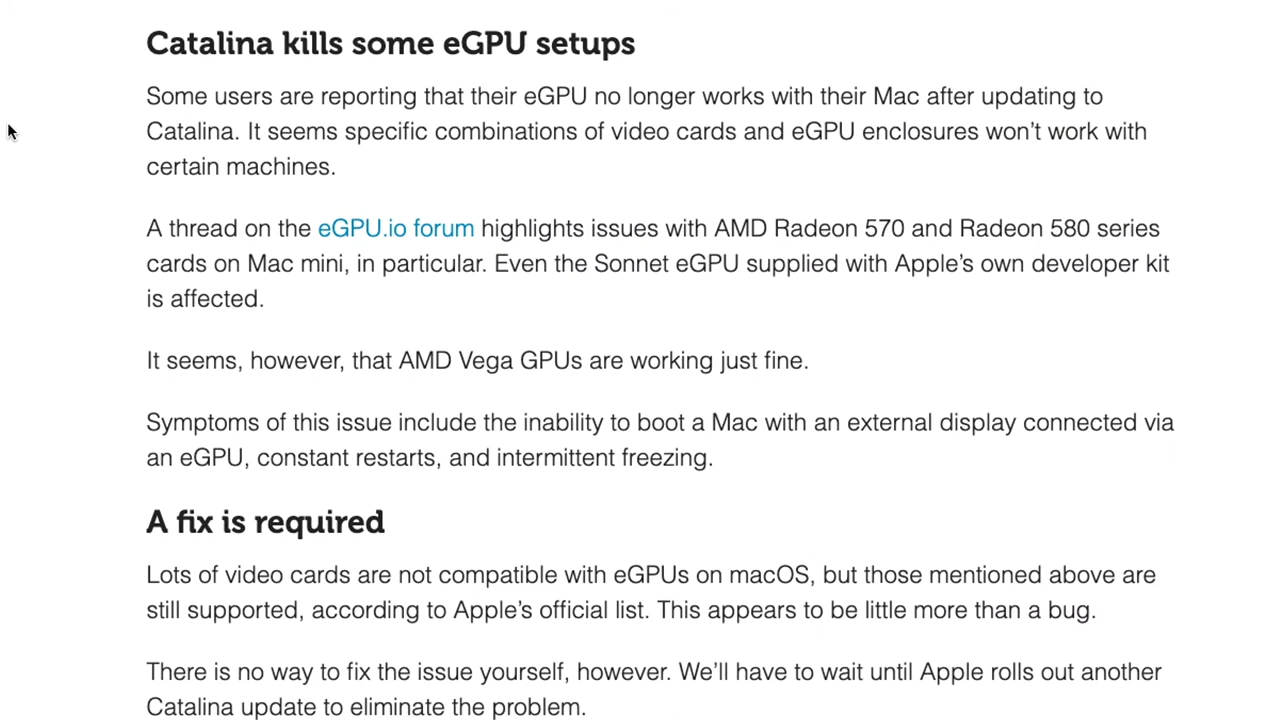 Catalina kills some eGPU setups
Some users are reporting that their eGPU no longer works with their Mac after updating to
Catalina. It seems specific combinations of video cards and eGPU enclosures won’t work with
certain machines.
A thread on the eGPU.io forum highlights issues with AMD Radeon 570 and Radeon 580 series
cards on Mac mini, in particular. Even the Sonnet eGPU supplied with Apple’s own developer kit
is affected.
It seems, however, that AMD Vega GPUs are working just fine.
Symptoms of this issue include the inability to boot a Mac with an external display connected via
an eGPU, constant restarts, and intermittent freezing.
A fix is required
Lots of video cards are not compatible with eGPUs on macOS, but those mentioned above are
still supported, according to Apple’s official list. This appears to be little more than a bug.
There is no way to fix the issue yourself, however. We’ll have to wait until Apple rolls out another
Catalina update to eliminate the problem.